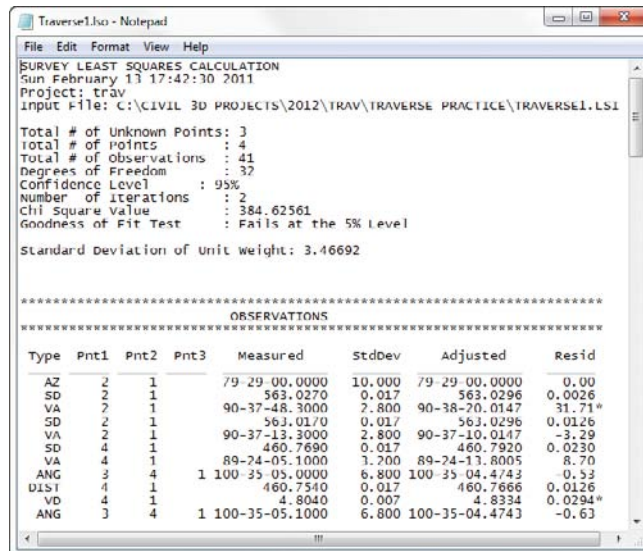 Traverse1.lso - Notepad
File Edit Format View Help
SURVEY LEAST SQUARES CALCULATION
Sun February 13 17:42:30 2011
Project: trav
Input File: C:\CIVIL 3D PROJECTS\2012\TRAV\TRAVERSE PRACTICE\TRAVERSE1.LSI
Total # of Unknown Points: 3
Total # of Points : 4
Total # of Observations : 41
Degrees of Freedom : 32
Confidence Level : 95%
Number of Iterations : 2
Chi Square Value : 384.62561
Goodness of Fit Test : Fails at the 5% Level
Standard Deviation of Unit Weight: 3.46692
******************************************************************************
OBSERVATIONS
******************************************************************************
Type Pnt1 Pnt2 Pnt3 Measured StdDev Adjusted Resid
AZ 2 1 79-29-00.0000 10.000 79-29-00.0000 0.00
SD 2 1 563.0270 0.017 563.0296 0.0026
VA 2 1 90-37-48.3000 2.800 90-38-20.0147 31.71*
SD 2 1 563.0170 0.017 563.0296 0.0126
VA 2 1 90-37-13.3000 2.800 90-37-10.0147 -3.29
SD 4 1 460.7690 0.017 460.7920 0.0230
VA 4 1 89-24-05.1000 3.200 89-24-13.8005 8.70
ANG 3 4 1 100-35-05.0000 6.800 100-35-04.4743 -0.53
DIST 4 1 460.7540 0.017 460.7666 0.0126
VD 4 1 4.8040 0.007 4.8334 0.0294*
ANG 3 4 1 100-35-05.1000 6.800 100-35-04.4743 -0.63